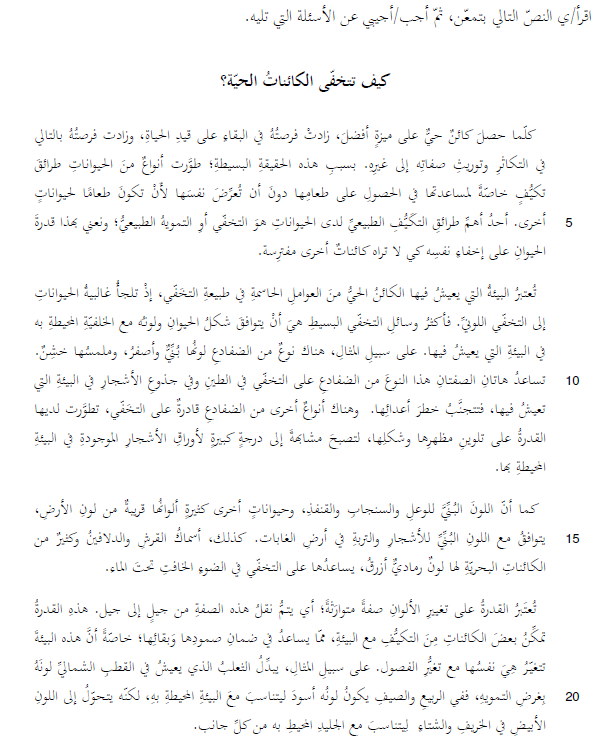 اقرأ/ي النصّ التالي بتمعّن، ثمّ أجب/أجيبي عن الأسئلة التي تليه.
كيف تتخفّى الكائناتُ الحيّة؟
كلّما حصلَ كائنٌ حيٌّ على ميزةٍ أفضلَ، زادتْ فرصتُهُ في البقاءِ على قيدِ الحياةِ، وزادت فرصتُهُ بالتالي
في التكاثرِ وتوريثِ صفاتِه إلى غيرِهِ. بسببِ هذه الحقيقةِ البسيطةِ؛ طوَّرت أنواعٌ منَ الحيواناتِ طرائقَ
تكيُّفٍ خاصّةً لمساعدتها في الحصولِ على طعامِها دونَ أن تُعرِّضَ نفسَها لأنْ تكونَ طعامًا لحيواناتٍ
أخرى. أحدُ أهمِّ طرائقِ التكيُّفِ الطبيعيِّ لدى الحيواناتِ هوَ التخفّي أو التمويهُ الطبيعيُّ؛ ونعني بهذا قدرةَ 5
الحيوانِ على إخفاءِ نفسِه كي لا تراه كائناتٌ أخرى مفترِسة.
تُعتبرُ البيئةُ التي يعيشُ فيها الكائنُ الحيُّ منَ العواملِ الحاسمةِ في طبيعةِ التخفّي، إذْ تلجأُ غالبيةُ الحيواناتِ
إلى التخفّي اللونيِّ. فأكثرُ وسائلِ التخفّي البسيطِ هيَ أنْ يتوافقَ شكلُ الحيوانِ ولونُه مع الخلفيّةِ المحيطةِ به
في البيئةِ التي يعيشُ فيها. على سبيلِ المثالِ، هناك نوعٌ من الضفادعِ لونُها بُنِّيٌّ وأصفرُ، وملمسُها خشِنٌ.
تساعدُ هاتانِ الصفتانِ هذا النوعَ من الضفادعِ على التخفّي في الطينِ وفي جذوعِ الأشجارِ في البيئةِ التي 10
تعيشُ فيها، فتتجنَّبُ خطرَ أعدائِها. وهناك أنواعٌ أخرى من الضفادعِ قادرةٌ على التخفّي، تطوَّرت لديها
القدرةُ على تلوينِ مظهرِها وشكلِها، لتصبحَ مشابهةً إلى درجةٍ كبيرةٍ لأوراقِ الأشجارِ الموجودةِ في البيئةِ
المحيطةِ بها.
كما أنّ اللونَ البُنِّيَّ للوعلِ والسنجابِ والقنفذِ، وحيواناتٍ أخرى كثيرةٍ ألوانُها قريبةٌ من لونِ الأرضِ،
يتوافقُ مع اللونِ البُنِّيِّ للأشجارِ والتربةِ في أرضِ الغاباتِ. كذلك، أسماكُ القرشِ والدلافينُ وكثيرٌ من 15
الكائناتِ البحريّةِ لها لونٌ رماديٌّ أزرقُ، يساعدُها على التخفّي في الضوءِ الخافتِ تحتَ الماءِ.
تُعتَبرُ القدرةُ على تغييرِ الألوانِ صفةً متوارَثَةً؛ أي يتمُّ نقلُ هذه الصفةِ من جيلٍ إلى جيل. هذهِ القدرةُ
تمكِّنُ بعضَ الكائناتِ مِنَ التكيُّفِ مع البيئةِ، ممّا يساعدُ في ضمانِ صمودِها وَبقائِها؛ خاصّةً أنَّ هذه البيئةَ
تتغيّرُ هِيَ نفسُها مع تغيُّرِ الفصول. على سبيلِ المثالِ، يبدِّلُ الثعلبُ الذي يعيشُ في القطبِ الشماليِّ لونَهُ
بِغرضِ التمويهِ، ففي الربيعِ والصيفِ يكونُ لونُه أسودَ ليتناسبَ معَ البيئةِ المحيطةِ بهِ، لكنّه يتحوّلُ إلى اللونِ 20
الأبيضِ في الخريفِ والشتاءِ لِيتناسبَ مع الجليدِ المحيطِ به من كلِّ جانب.